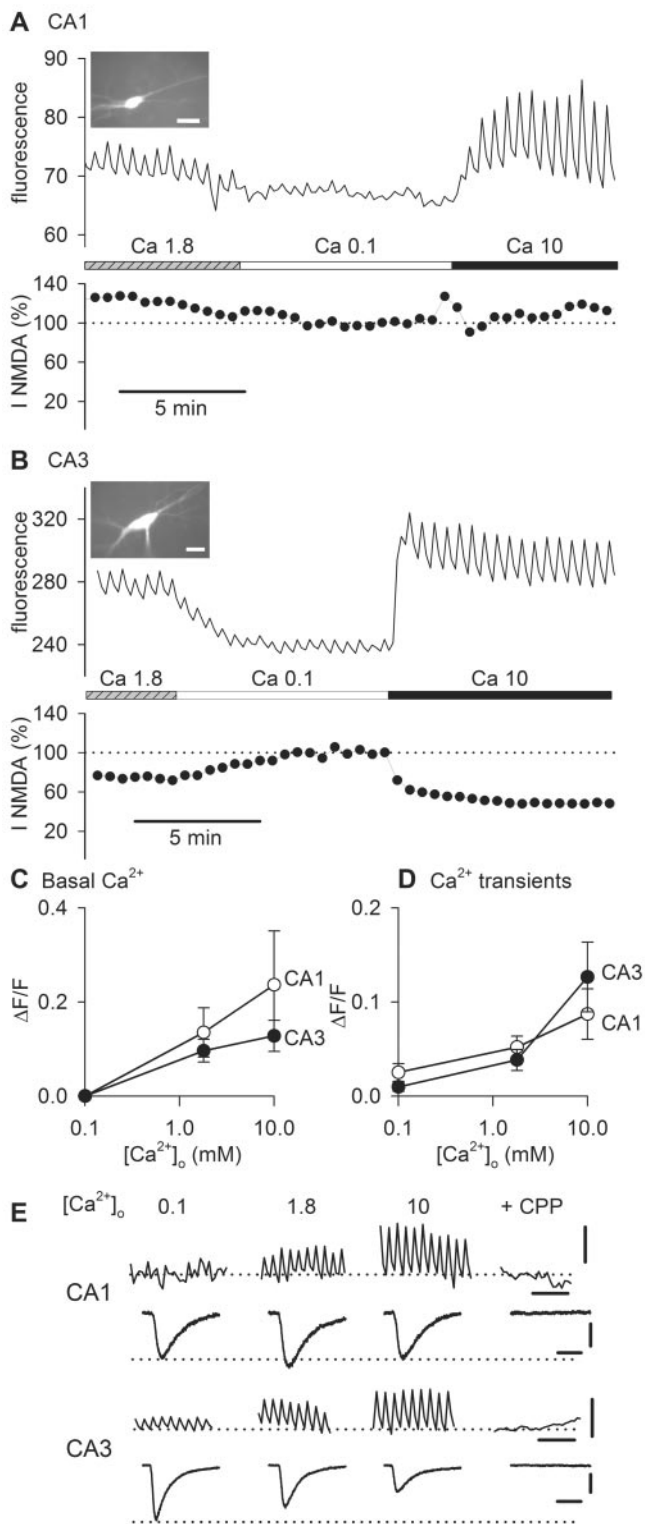 A CA1
90
80
70
60
fluorescence
Ca 1.8 Ca 0.1 Ca 10
140
100
60
20
I NMDA (%)
5 min
B CA3
320
280
240
fluorescence
Ca 1.8 Ca 0.1 Ca 10
140
100
60
20
I NMDA (%)
5 min
C Basal Ca²⁺
0.4
0.2
0.0
ΔF/F
CA1
CA3
0.1 1.0 10.0
[Ca²⁺]ₒ (mM)
D Ca²⁺ transients
0.2
0.1
0.0
ΔF/F
CA3
CA1
0.1 1.0 10.0
[Ca²⁺]ₒ (mM)
E [Ca²⁺]ₒ 0.1 1.8 10 + CPP
CA1
CA3